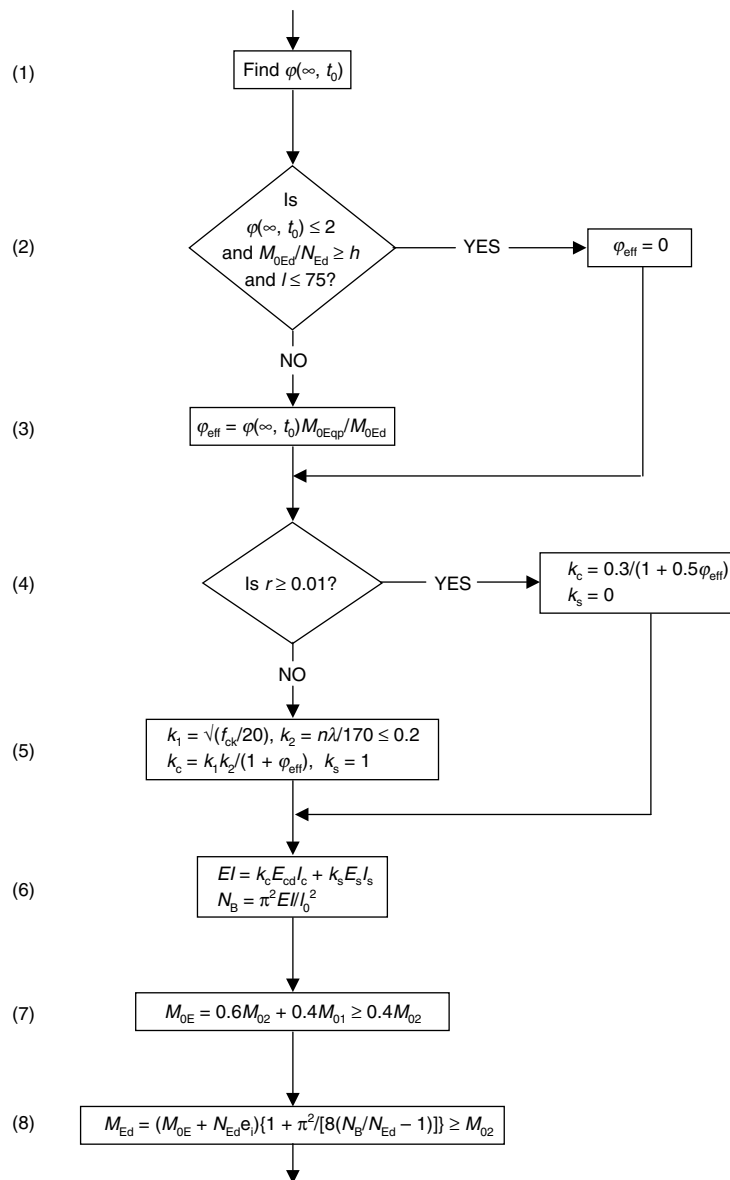 (1)
Find φ(∞, t₀)
(2)
Is
φ(∞, t₀) ≤ 2
and M₀Ed/NEd ≥ h
and l ≤ 75?
YES
φeff = 0
NO
(3)
φeff = φ(∞, t₀)M₀Eqp/M₀Ed
(4)
Is r ≥ 0.01?
YES
kc = 0.3/(1 + 0.5φeff)
ks = 0
NO
(5)
k₁ = √(fck/20), k₂ = nλ/170 ≤ 0.2
kc = k₁k₂/(1 + φeff), ks = 1
(6)
EI = kcEcdIc + ksEsIs
NB = π²EI/l₀²
(7)
M₀E = 0.6M₀₂ + 0.4M₀₁ ≥ 0.4M₀₂
(8)
MEd = (M₀E + NEdei){1 + π²/[8(NB/NEd − 1)]} ≥ M₀₂